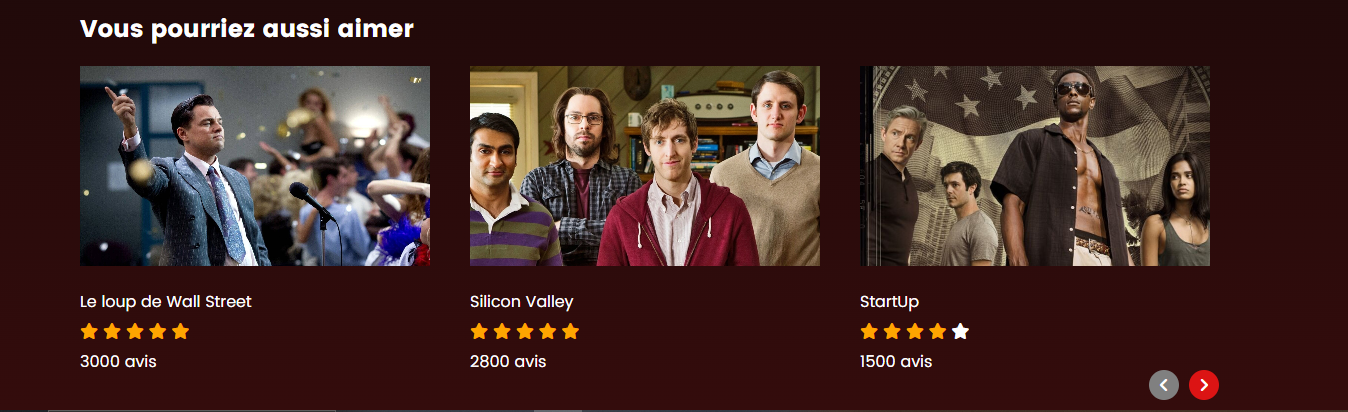 Vous pourriez aussi aimer
Le loup de Wall Street
Silicon Valley
StartUp
3000 avis
2800 avis
1500 avis